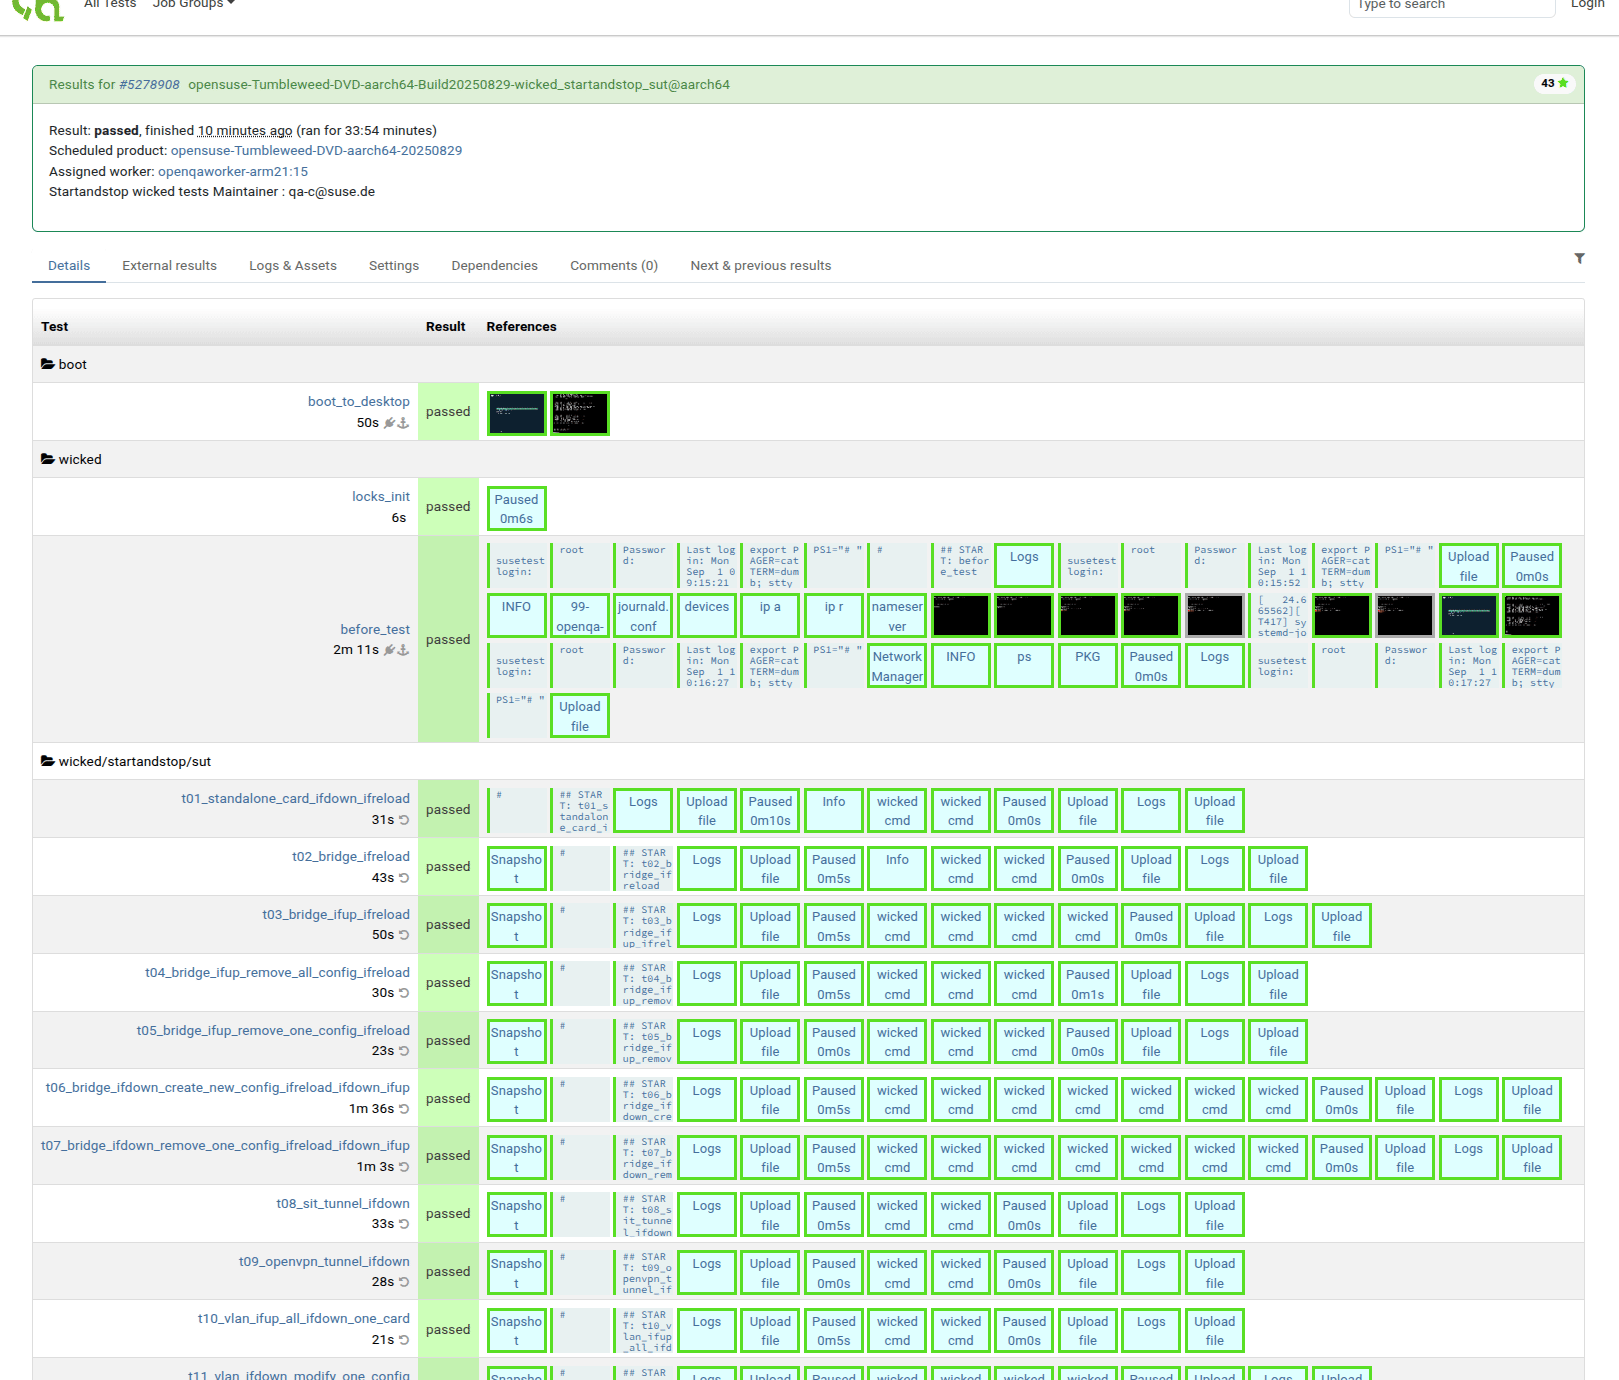 All Tests Job Groups Type to search Login
Results for #5278908 opensuse-Tumbleweed-DVD-aarch64-Build20250829-wicked_startandstop_sut@aarch64 43
Result: passed, finished 10 minutes ago (ran for 33:54 minutes)
Scheduled product: opensuse-Tumbleweed-DVD-aarch64-20250829
Assigned worker: openqaworker-arm21:15
Startandstop wicked tests Maintainer : qa-c@suse.de
Details External results Logs & Assets Settings Dependencies Comments (0) Next & previous results
Test Result References
boot
boot_to_desktop
50s
passed
wicked
locks_init
6s
passed
Paused 0m6s
before_test
2m 11s
passed
susetest login: root Password: Last login: Mon Sep 1 09:15:21 export PAGER=cat TERM=dumb; stty PS1="# " # ## START: before_test Logs susetest login: root Password: Last login: Mon Sep 1 10:15:52 export PAGER=cat TERM=dumb; stty PS1="# " Upload file Paused 0m0s
INFO 99-openqa- journald.conf devices ip a ip r nameserver [ 24.665562][ T417] systemd-jo
susetest login: root Password: Last login: Mon Sep 1 10:16:27 export PAGER=cat TERM=dumb; stty PS1="# " Network Manager INFO ps PKG Paused 0m0s Logs susetest login: root Password: Last login: Mon Sep 1 10:17:27 export PAGER=cat TERM=dumb; stty
PS1="# " Upload file
wicked/startandstop/sut
t01_standalone_card_ifdown_ifreload
31s
passed
# ## START: t01_standalone_card_i Logs Upload file Paused 0m10s Info wicked cmd wicked cmd Paused 0m0s Upload file Logs Upload file
t02_bridge_ifreload
43s
passed
Snapshot # ## START: t02_bridge_ifreload Logs Upload file Paused 0m5s Info wicked cmd wicked cmd Paused 0m0s Upload file Logs Upload file
t03_bridge_ifup_ifreload
50s
passed
Snapshot # ## START: t03_bridge_ifup_ifrel Logs Upload file Paused 0m5s wicked cmd wicked cmd wicked cmd wicked cmd Paused 0m0s Upload file Logs Upload file
t04_bridge_ifup_remove_all_config_ifreload
30s
passed
Snapshot # ## START: t04_bridge_ifup_remov Logs Upload file Paused 0m5s wicked cmd wicked cmd wicked cmd Paused 0m1s Upload file Logs Upload file
t05_bridge_ifup_remove_one_config_ifreload
23s
passed
Snapshot # ## START: t05_bridge_ifup_remov Logs Upload file Paused 0m0s wicked cmd wicked cmd wicked cmd Paused 0m0s Upload file Logs Upload file
t06_bridge_ifdown_create_new_config_ifreload_ifdown_ifup
1m 36s
passed
Snapshot # ## START: t06_bridge_ifdown_cre Logs Upload file Paused 0m5s wicked cmd wicked cmd wicked cmd wicked cmd wicked cmd wicked cmd wicked cmd Paused 0m0s Upload file Logs Upload file
t07_bridge_ifdown_remove_one_config_ifreload_ifdown_ifup
1m 3s
passed
Snapshot # ## START: t07_bridge_ifdown_rem Logs Upload file Paused 0m5s wicked cmd wicked cmd wicked cmd wicked cmd wicked cmd wicked cmd wicked cmd Paused 0m0s Upload file Logs Upload file
t08_sit_tunnel_ifdown
33s
passed
Snapshot # ## START: t08_sit_tunnel_ifdown Logs Upload file Paused 0m5s wicked cmd wicked cmd Paused 0m0s Upload file Logs Upload file
t09_openvpn_tunnel_ifdown
28s
passed
Snapshot # ## START: t09_openvpn_tunnel_if Logs Upload file Paused 0m0s wicked cmd wicked cmd Paused 0m0s Upload file Logs Upload file
t10_vlan_ifup_all_ifdown_one_card
21s
passed
Snapshot # ## START: t10_vlan_ifup_all_ifd Logs Upload file Paused 0m5s wicked cmd wicked cmd Paused 0m0s Upload file Logs Upload file
t11_vlan_ifdown_modify_one_config
Snapshot # ## STAR Logs Upload Paused wicked wicked wicked wicked Paused Upload Logs Upload